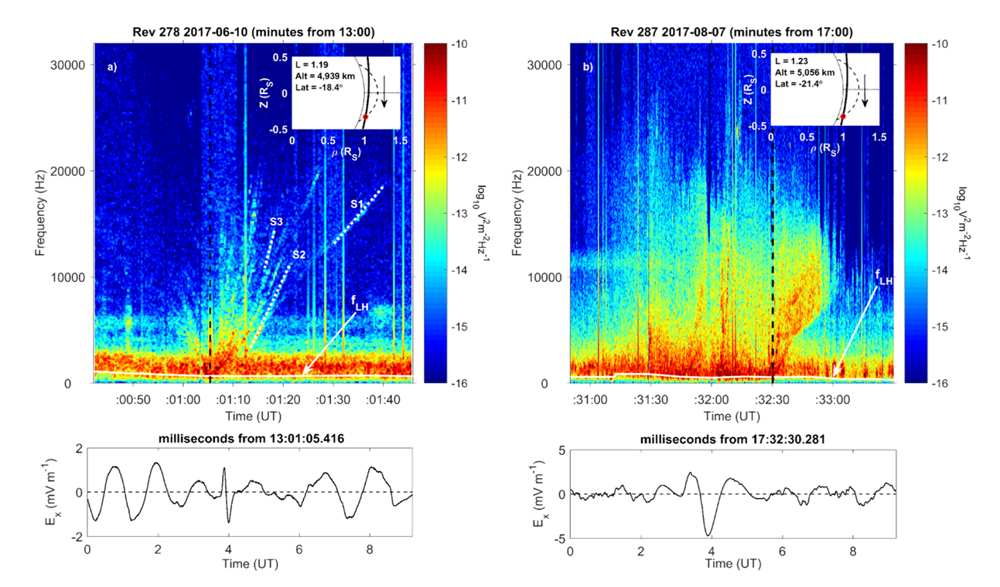 Rev 278 2017-06-10 (minutes from 13:00)
a)
L = 1.19
Alt = 4,939 km
Lat = -18.4°
Z (R_S)
0.5
0
-0.5
0 0.5 1 1.5
ρ (R_S)
S1
S2
S3
f_LH
Frequency (Hz)
30000
20000
10000
0
:00:50 :01:00 :01:10 :01:20 :01:30 :01:40
Time (UT)
-10
-11
-12
-13
-14
-15
-16
log10 V²m⁻²Hz⁻¹
milliseconds from 13:01:05.416
E_x (mV m⁻¹)
2
0
-2
0 2 4 6 8
Time (UT)
Rev 287 2017-08-07 (minutes from 17:00)
b)
L = 1.23
Alt = 5,056 km
Lat = -21.4°
Z (R_S)
0.5
0
-0.5
0 0.5 1 1.5
ρ (R_S)
f_LH
Frequency (Hz)
30000
20000
10000
0
:31:00 :31:30 :32:00 :32:30 :33:00
Time (UT)
-10
-11
-12
-13
-14
-15
-16
log10 V²m⁻²Hz⁻¹
milliseconds from 17:32:30.281
E_x (mV m⁻¹)
5
0
-5
0 2 4 6 8
Time (UT)